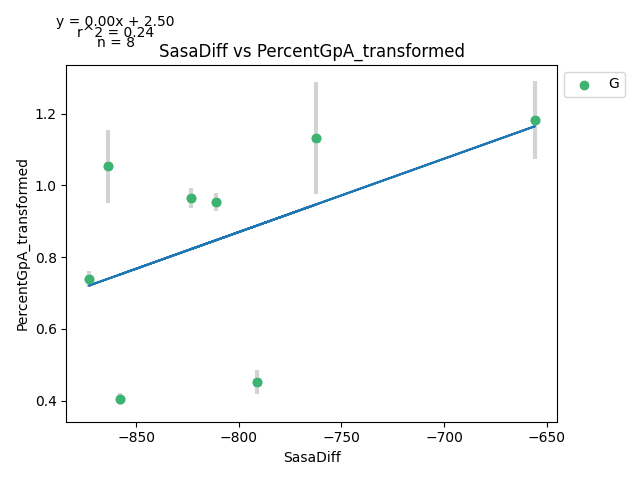 y = 0.00x + 2.50
r^2 = 0.24
n = 8
SasaDiff vs PercentGpA_transformed
G
PercentGpA_transformed
1.2
1.0
0.8
0.6
0.4
−850
−800
−750
−700
−650
SasaDiff